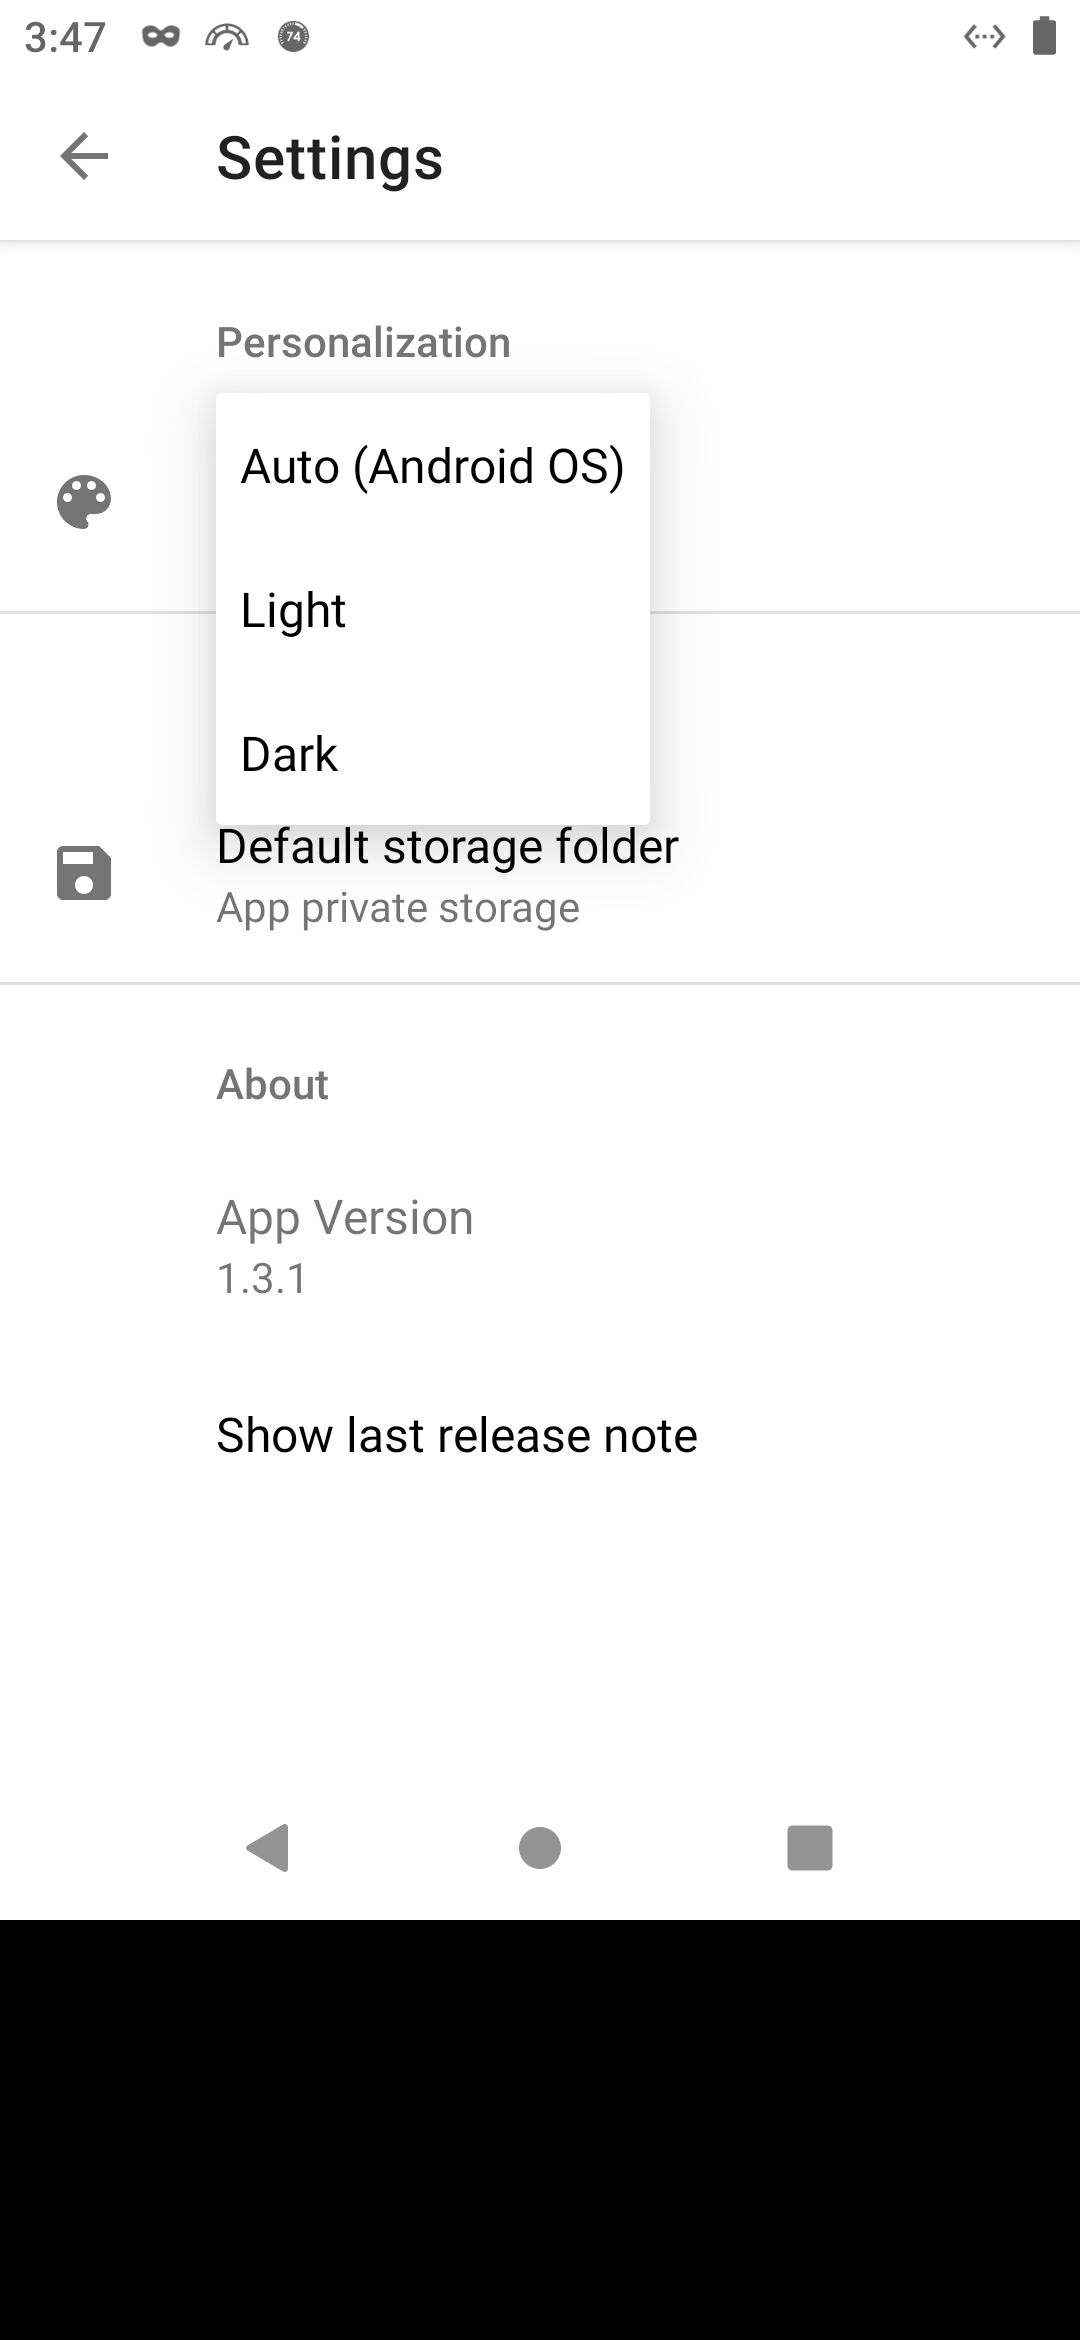 3:47
74
Settings
Personalization
Auto (Android OS)
Light
Dark
Default storage folder
App private storage
About
App Version
1.3.1
Show last release note